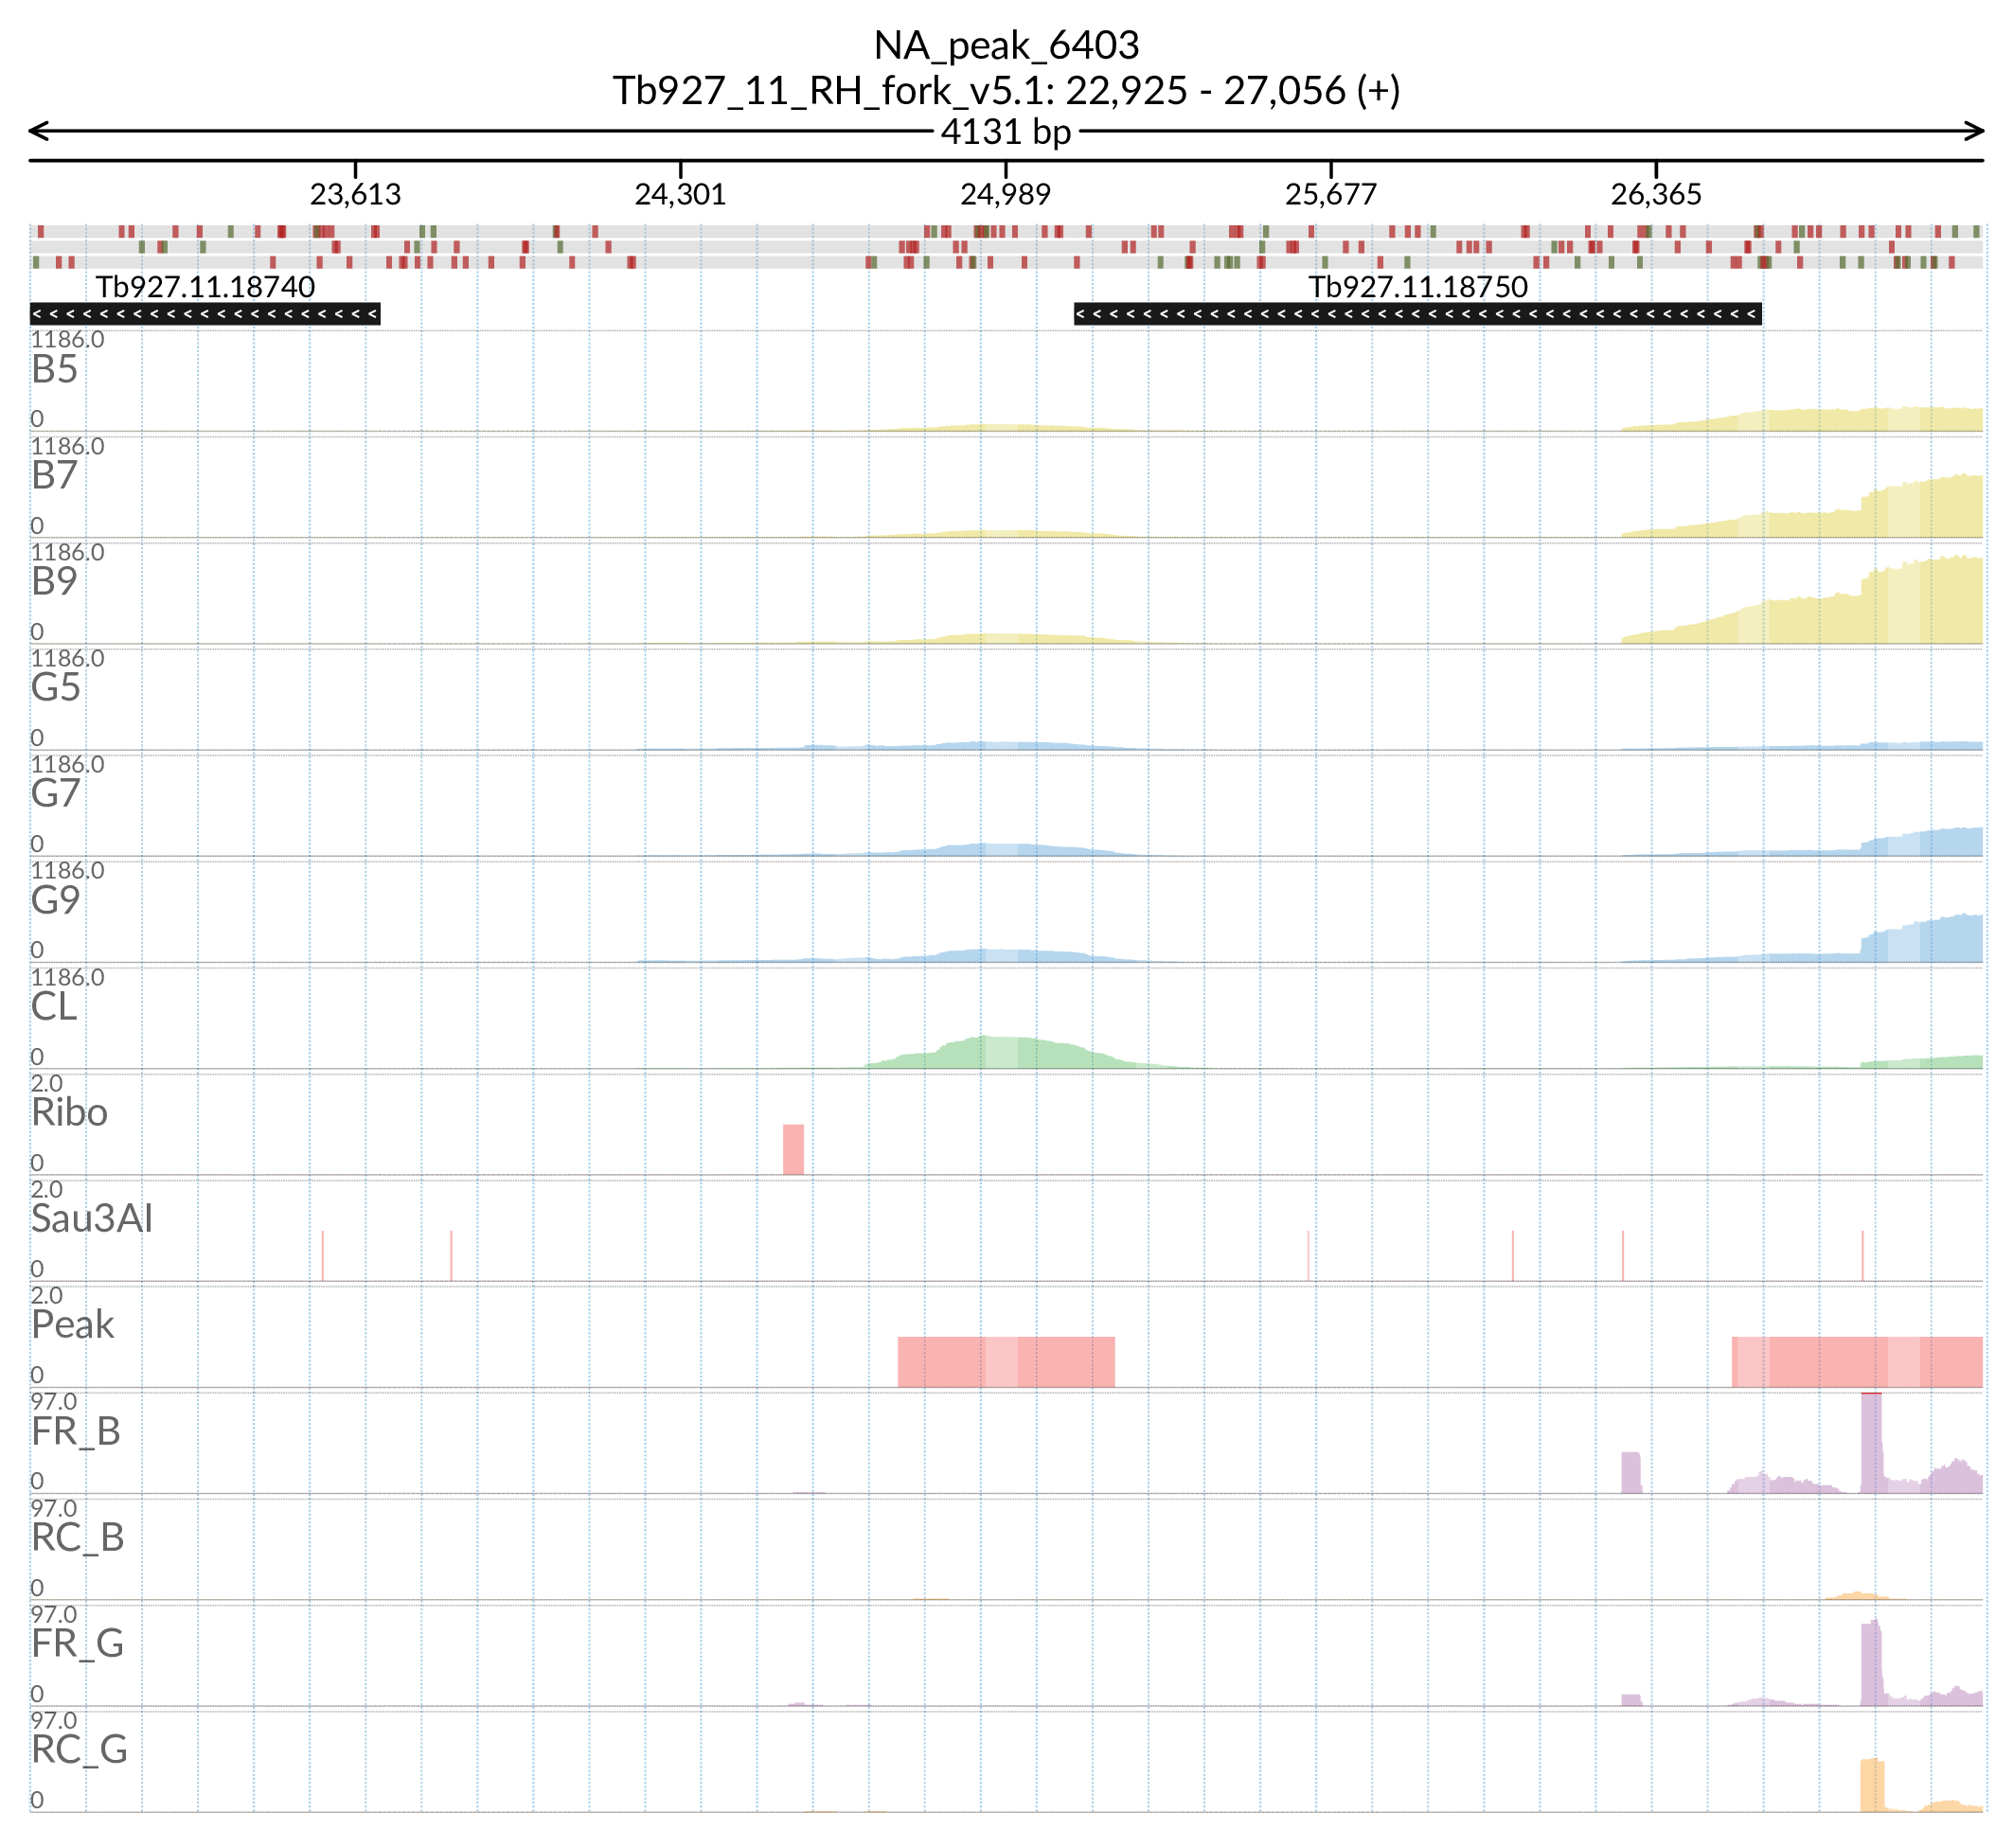 NA_peak_6403
Tb927_11_RH_fork_v5.1: 22,925 - 27,056 (+)
4131 bp
23,613 24,301 24,989 25,677 26,365
Tb927.11.18740 Tb927.11.18750
1186.0
B5
0
1186.0
B7
0
1186.0
B9
0
1186.0
G5
0
1186.0
G7
0
1186.0
G9
0
1186.0
CL
0
2.0
Ribo
0
2.0
Sau3AI
0
2.0
Peak
0
97.0
FR_B
0
97.0
RC_B
0
97.0
FR_G
0
97.0
RC_G
0